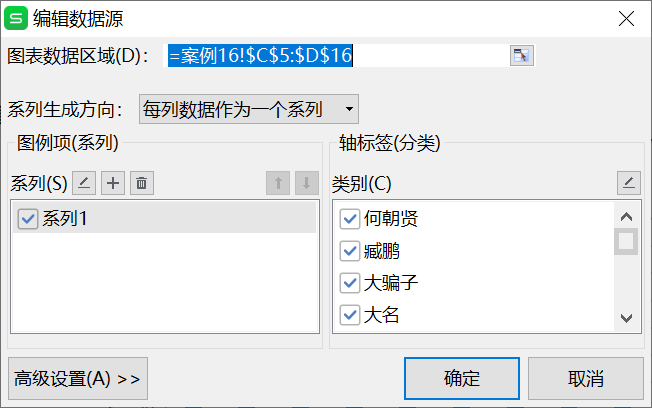 编辑数据源
图表数据区域(D): =案例16!$C$5:$D$16
系列生成方向: 每列数据作为一个系列
图例项(系列)
轴标签(分类)
系列(S)
类别(C)
系列1
何朝贤
臧鹏
大骗子
大名
高级设置(A) >>
确定
取消